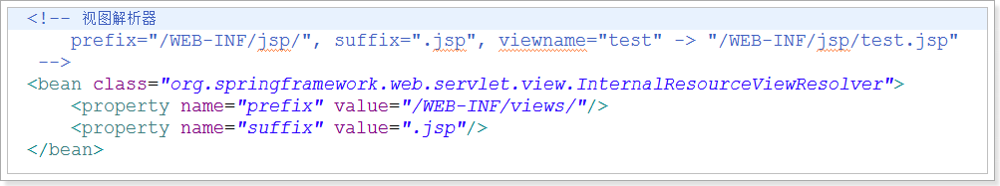 <!-- 视图解析器
prefix="/WEB-INF/jsp/", suffix=".jsp", viewname="test" -> "/WEB-INF/jsp/test.jsp"
-->
<bean class="org.springframework.web.servlet.view.InternalResourceViewResolver">
<property name="prefix" value="/WEB-INF/views/"/>
<property name="suffix" value=".jsp"/>
</bean>